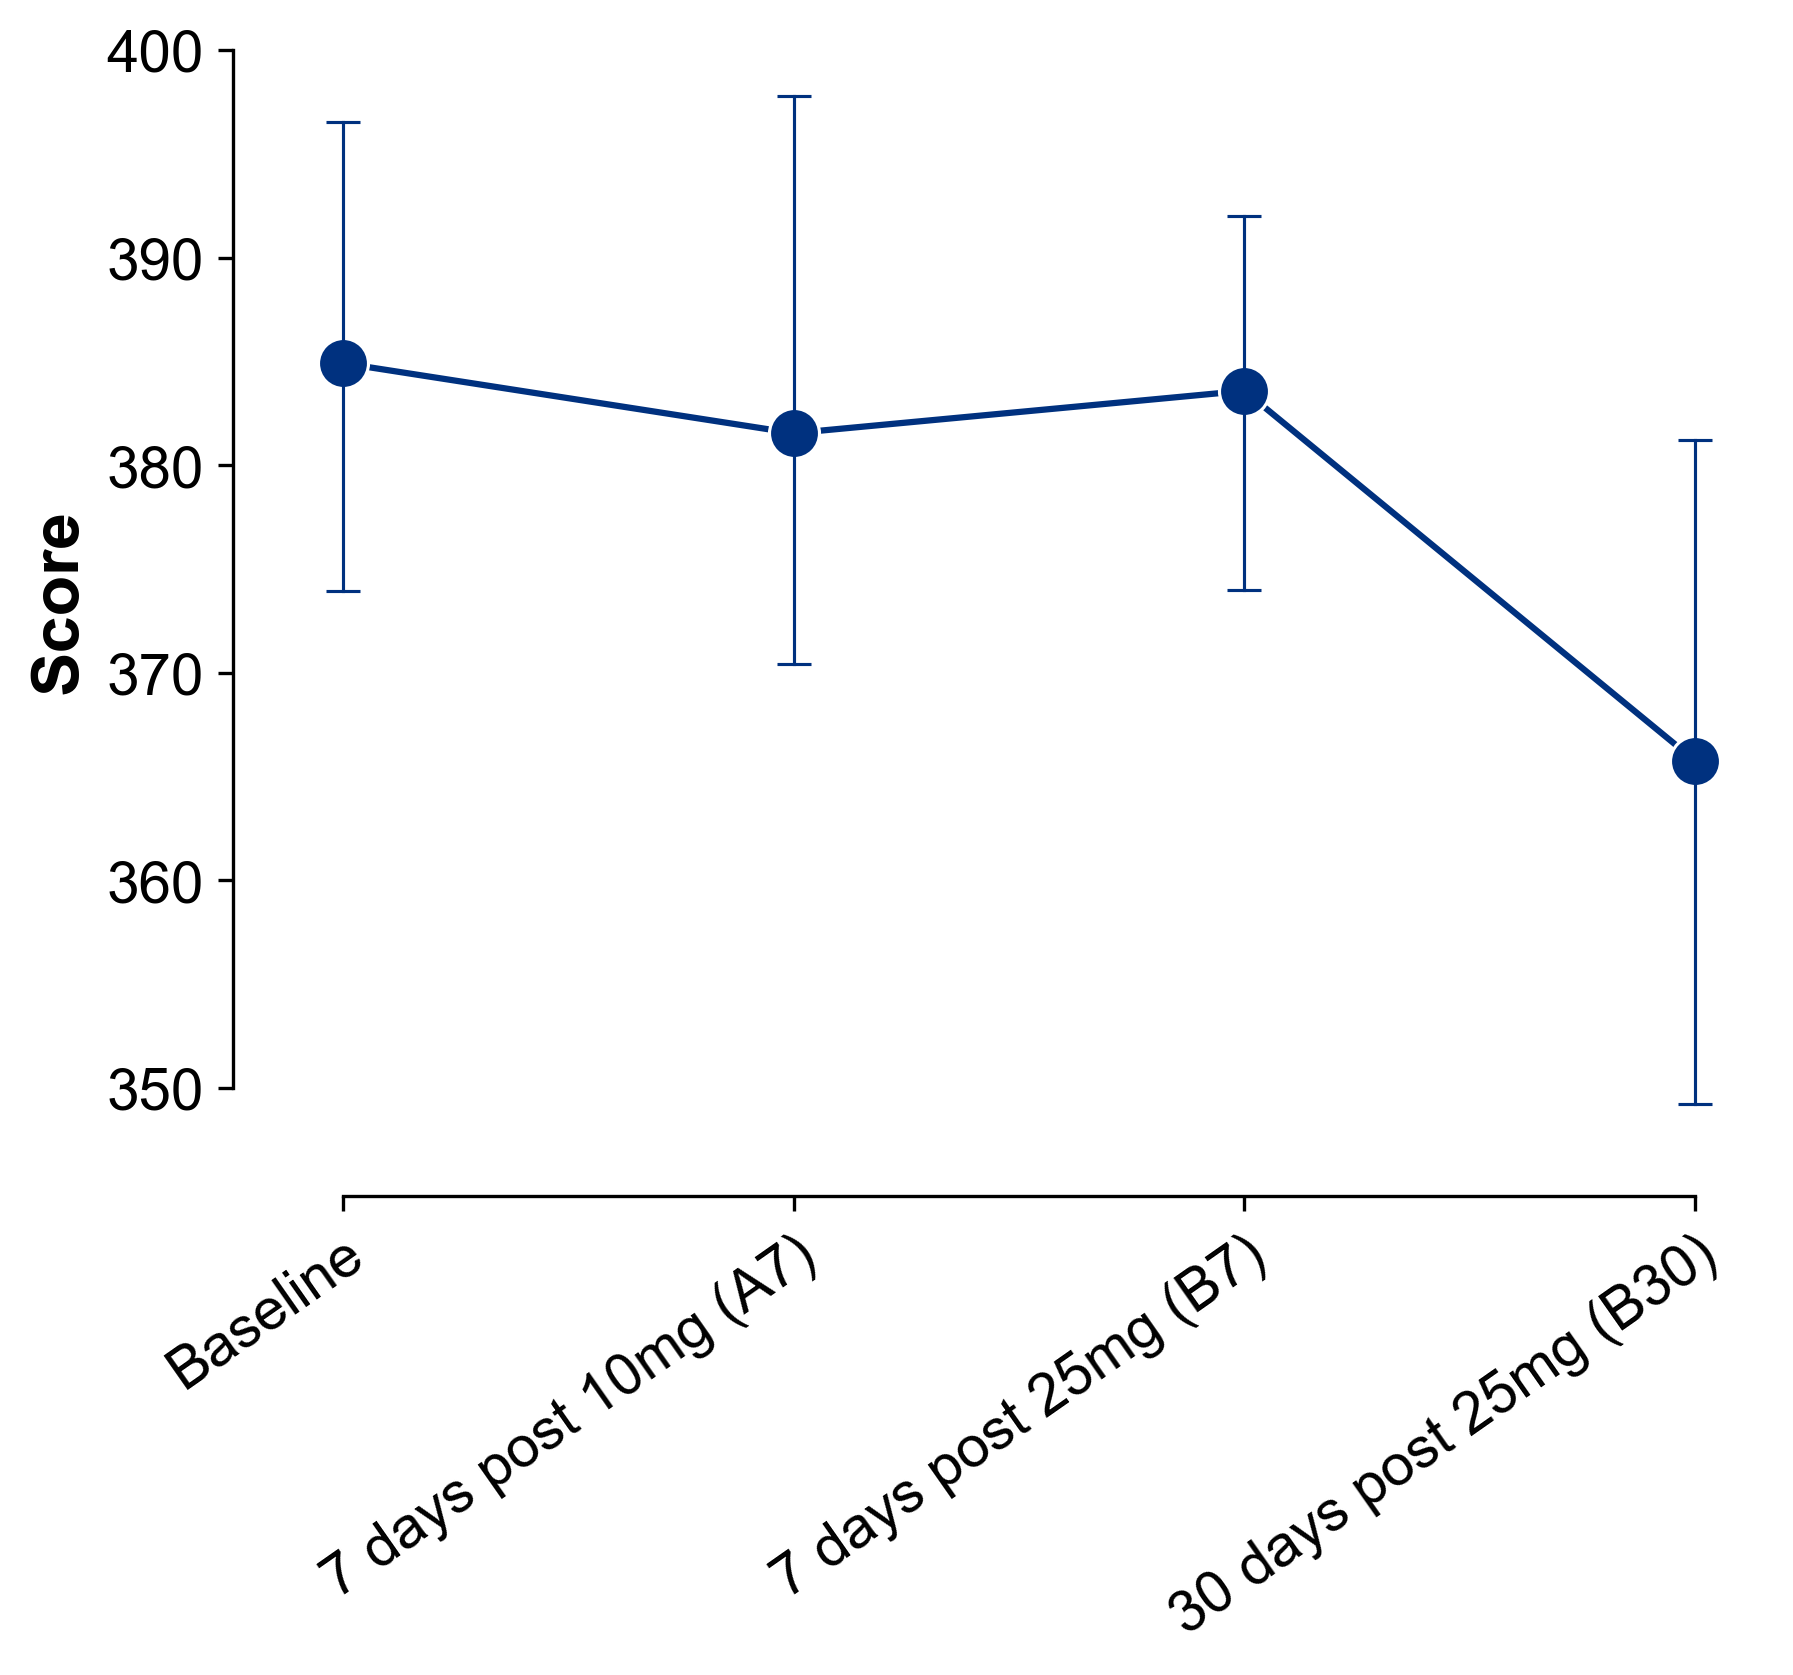 400
390
380
370
360
350
Score
Baseline
7 days post 10mg (A7)
7 days post 25mg (B7)
30 days post 25mg (B30)